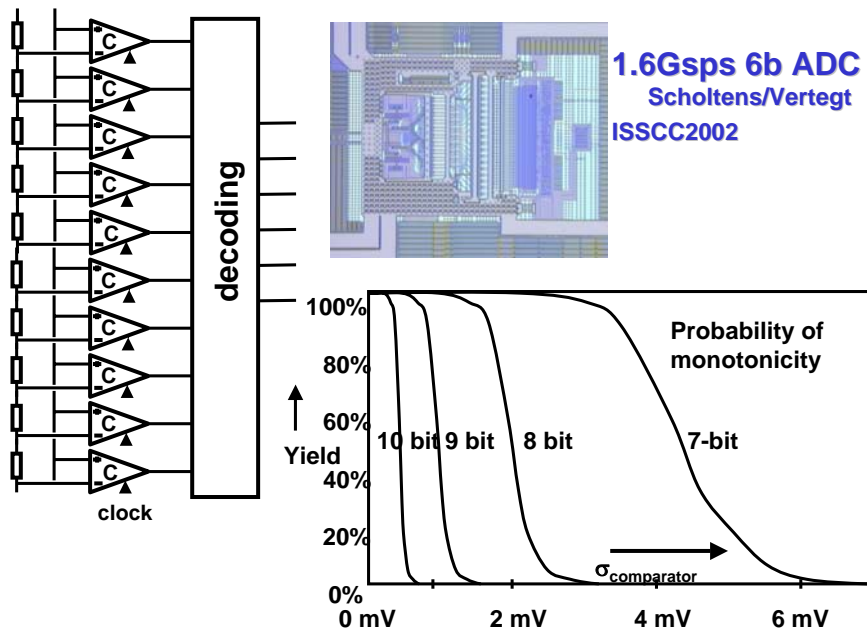 C
C
C
C
C
C
C
C
C
C
clock
decoding
1.6Gsps 6b ADC
Scholtens/Vertegt
ISSCC2002
100%
80%
60%
40%
20%
0%
Yield
Probability of
monotonicity
10 bit
9 bit
8 bit
7-bit
σcomparator
0 mV
2 mV
4 mV
6 mV